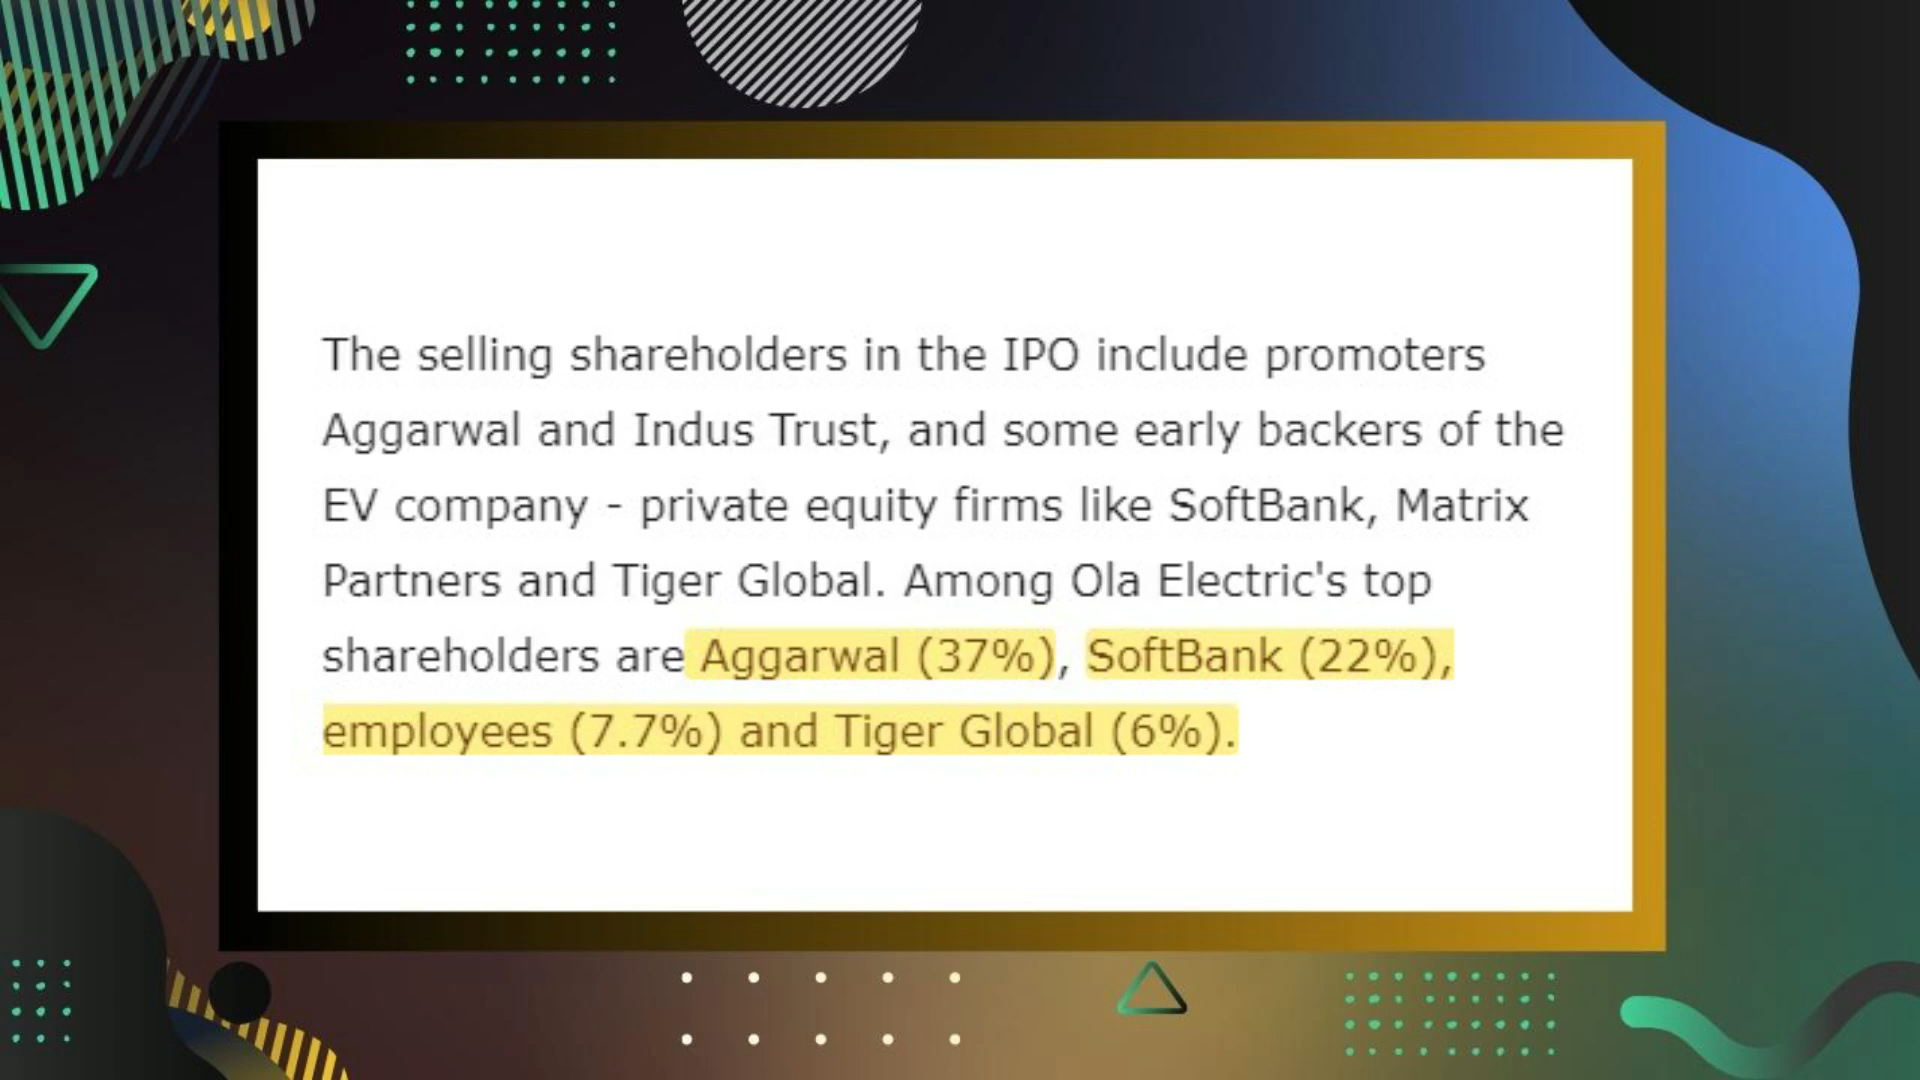 The selling shareholders in the IPO include promoters
Aggarwal and Indus Trust, and some early backers of the
EV company - private equity firms like SoftBank, Matrix
Partners and Tiger Global. Among Ola Electric's top
shareholders are Aggarwal (37%), SoftBank (22%),
employees (7.7%) and Tiger Global (6%).